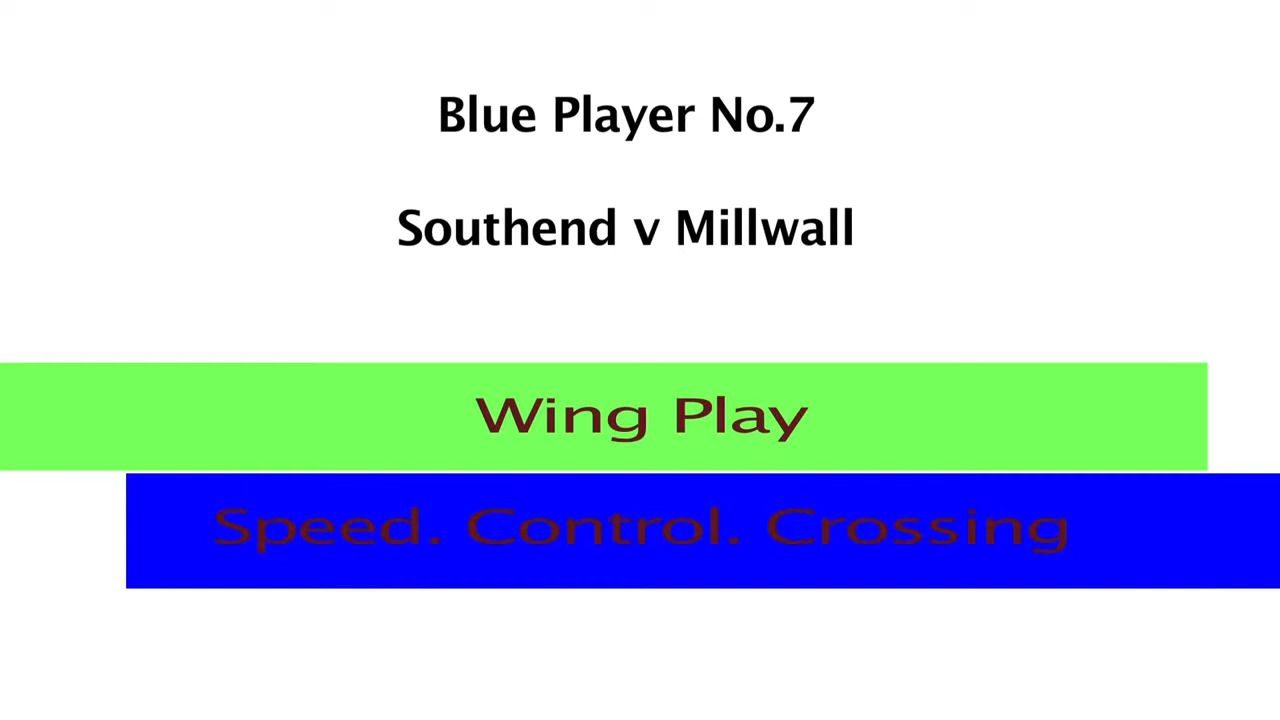 Blue Player No.7
Southend v Millwall
Wing Play
Speed. Control. Crossing